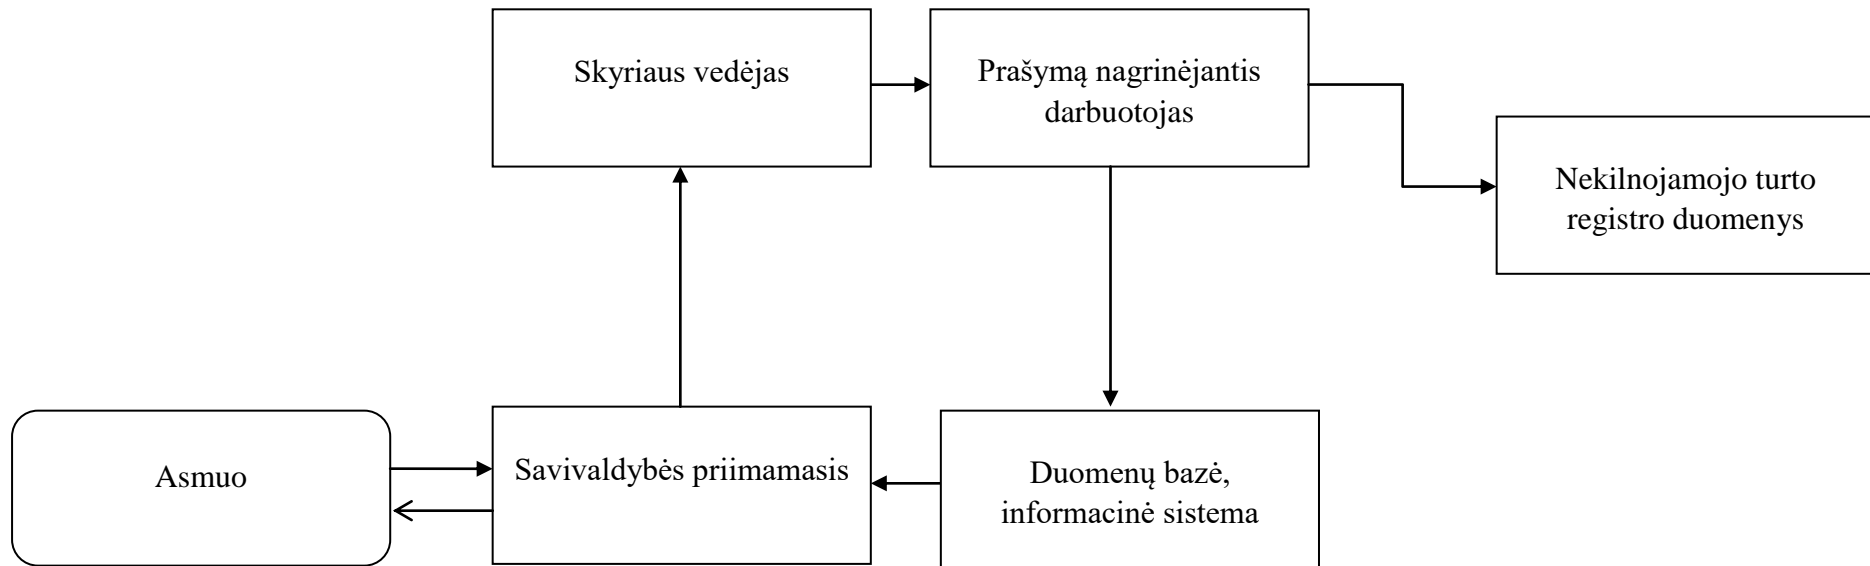 Skyriaus vedėjas
Prašymą nagrinėjantis
darbuotojas
Nekilnojamojo turto
registro duomenys
Asmuo
Savivaldybės priimamasis
Duomenų bazė,
informacinė sistema